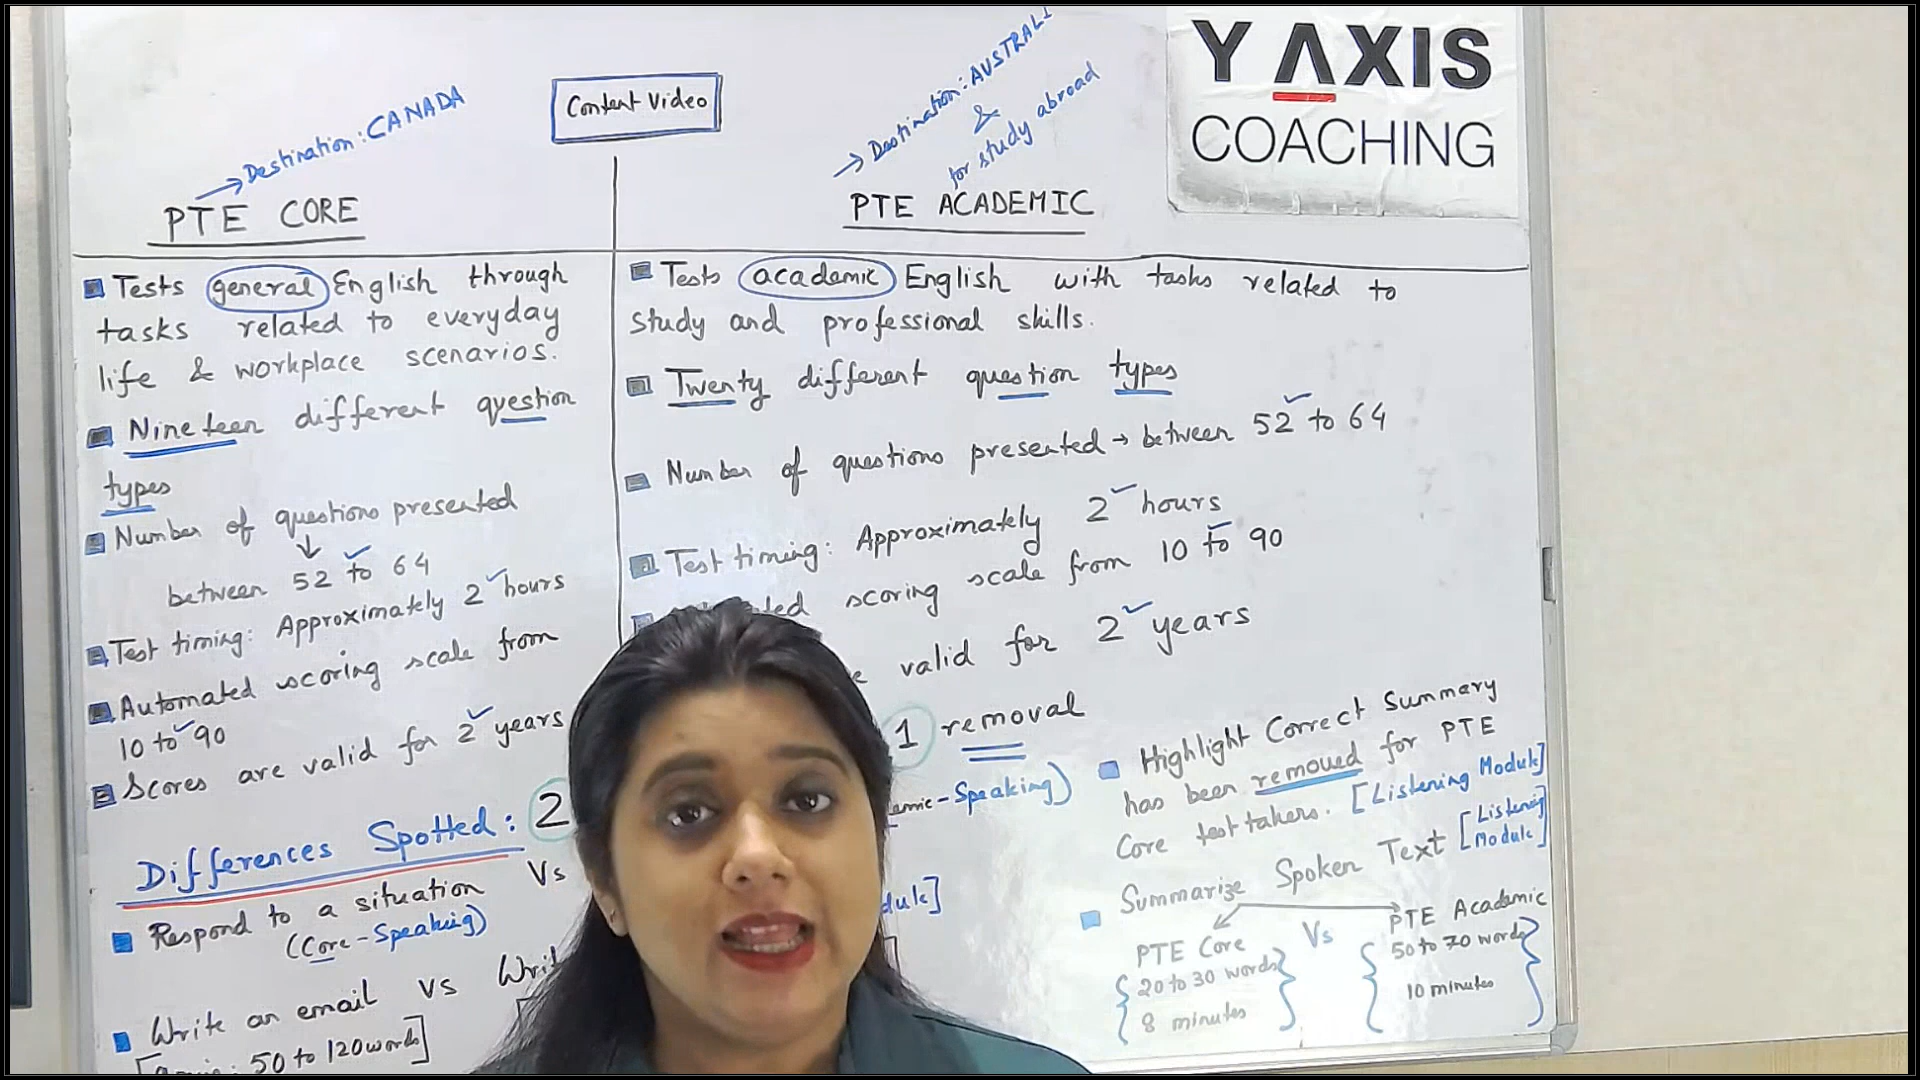 Y AXIS
COACHING
Content Video
→ Destination: CANADA
PTE CORE
Tests general English through
tasks related to everyday
life & workplace scenarios.
Nineteen different question
types
Number of questions presented
↓
between 52 to 64
Test timing: Approximately 2 hours
Automated scoring scale from
10 to 90
Scores are valid for 2 years
→ Destination: AUSTRALI
&
for study abroad
PTE ACADEMIC
Tests academic English with tasks related to
study and professional skills.
Twenty different question types
Number of questions presented → between 52 to 64
Test timing: Approximately 2 hours
scoring scale from 10 to 90
valid for 2 years
Differences Spotted: 2
1 removal
Respond to a situation Vs
(Core-Speaking)
-Speaking)
Write an email vs
50 to 120 words]
Highlight Correct Summary
has been removed for PTE
Core test takers. [Listening Module]
Summarize Spoken Text [Listening
Module]
PTE Core Vs PTE Academic
20 to 30 words
8 minutes
50 to 70 words
10 minutes